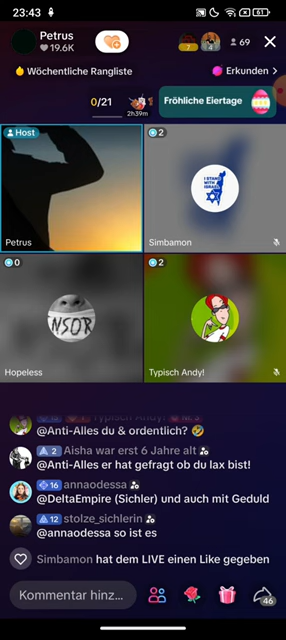 23:43
61
Petrus
19.6K
7
4
69
Wöchentliche Rangliste
Erkunden >
0/21
2h39m
Fröhliche Eiertage
Host
Petrus
2
I STAND
WITH
ISRAEL
Simbamon
0
NSOR
Hopeless
2
Typisch Andy!
Typisch Andy!
@Anti-Alles du & ordentlich? 🤣
2 Aisha war erst 6 Jahre alt
@Anti-Alles er hat gefragt ob du lax bist!
16 annaodessa
@DeltaEmpire (Sichler) und auch mit Geduld
12 stolze_sichlerin
@annaodessa so ist es
Simbamon hat dem LIVE einen Like gegeben
Kommentar hinz...
46